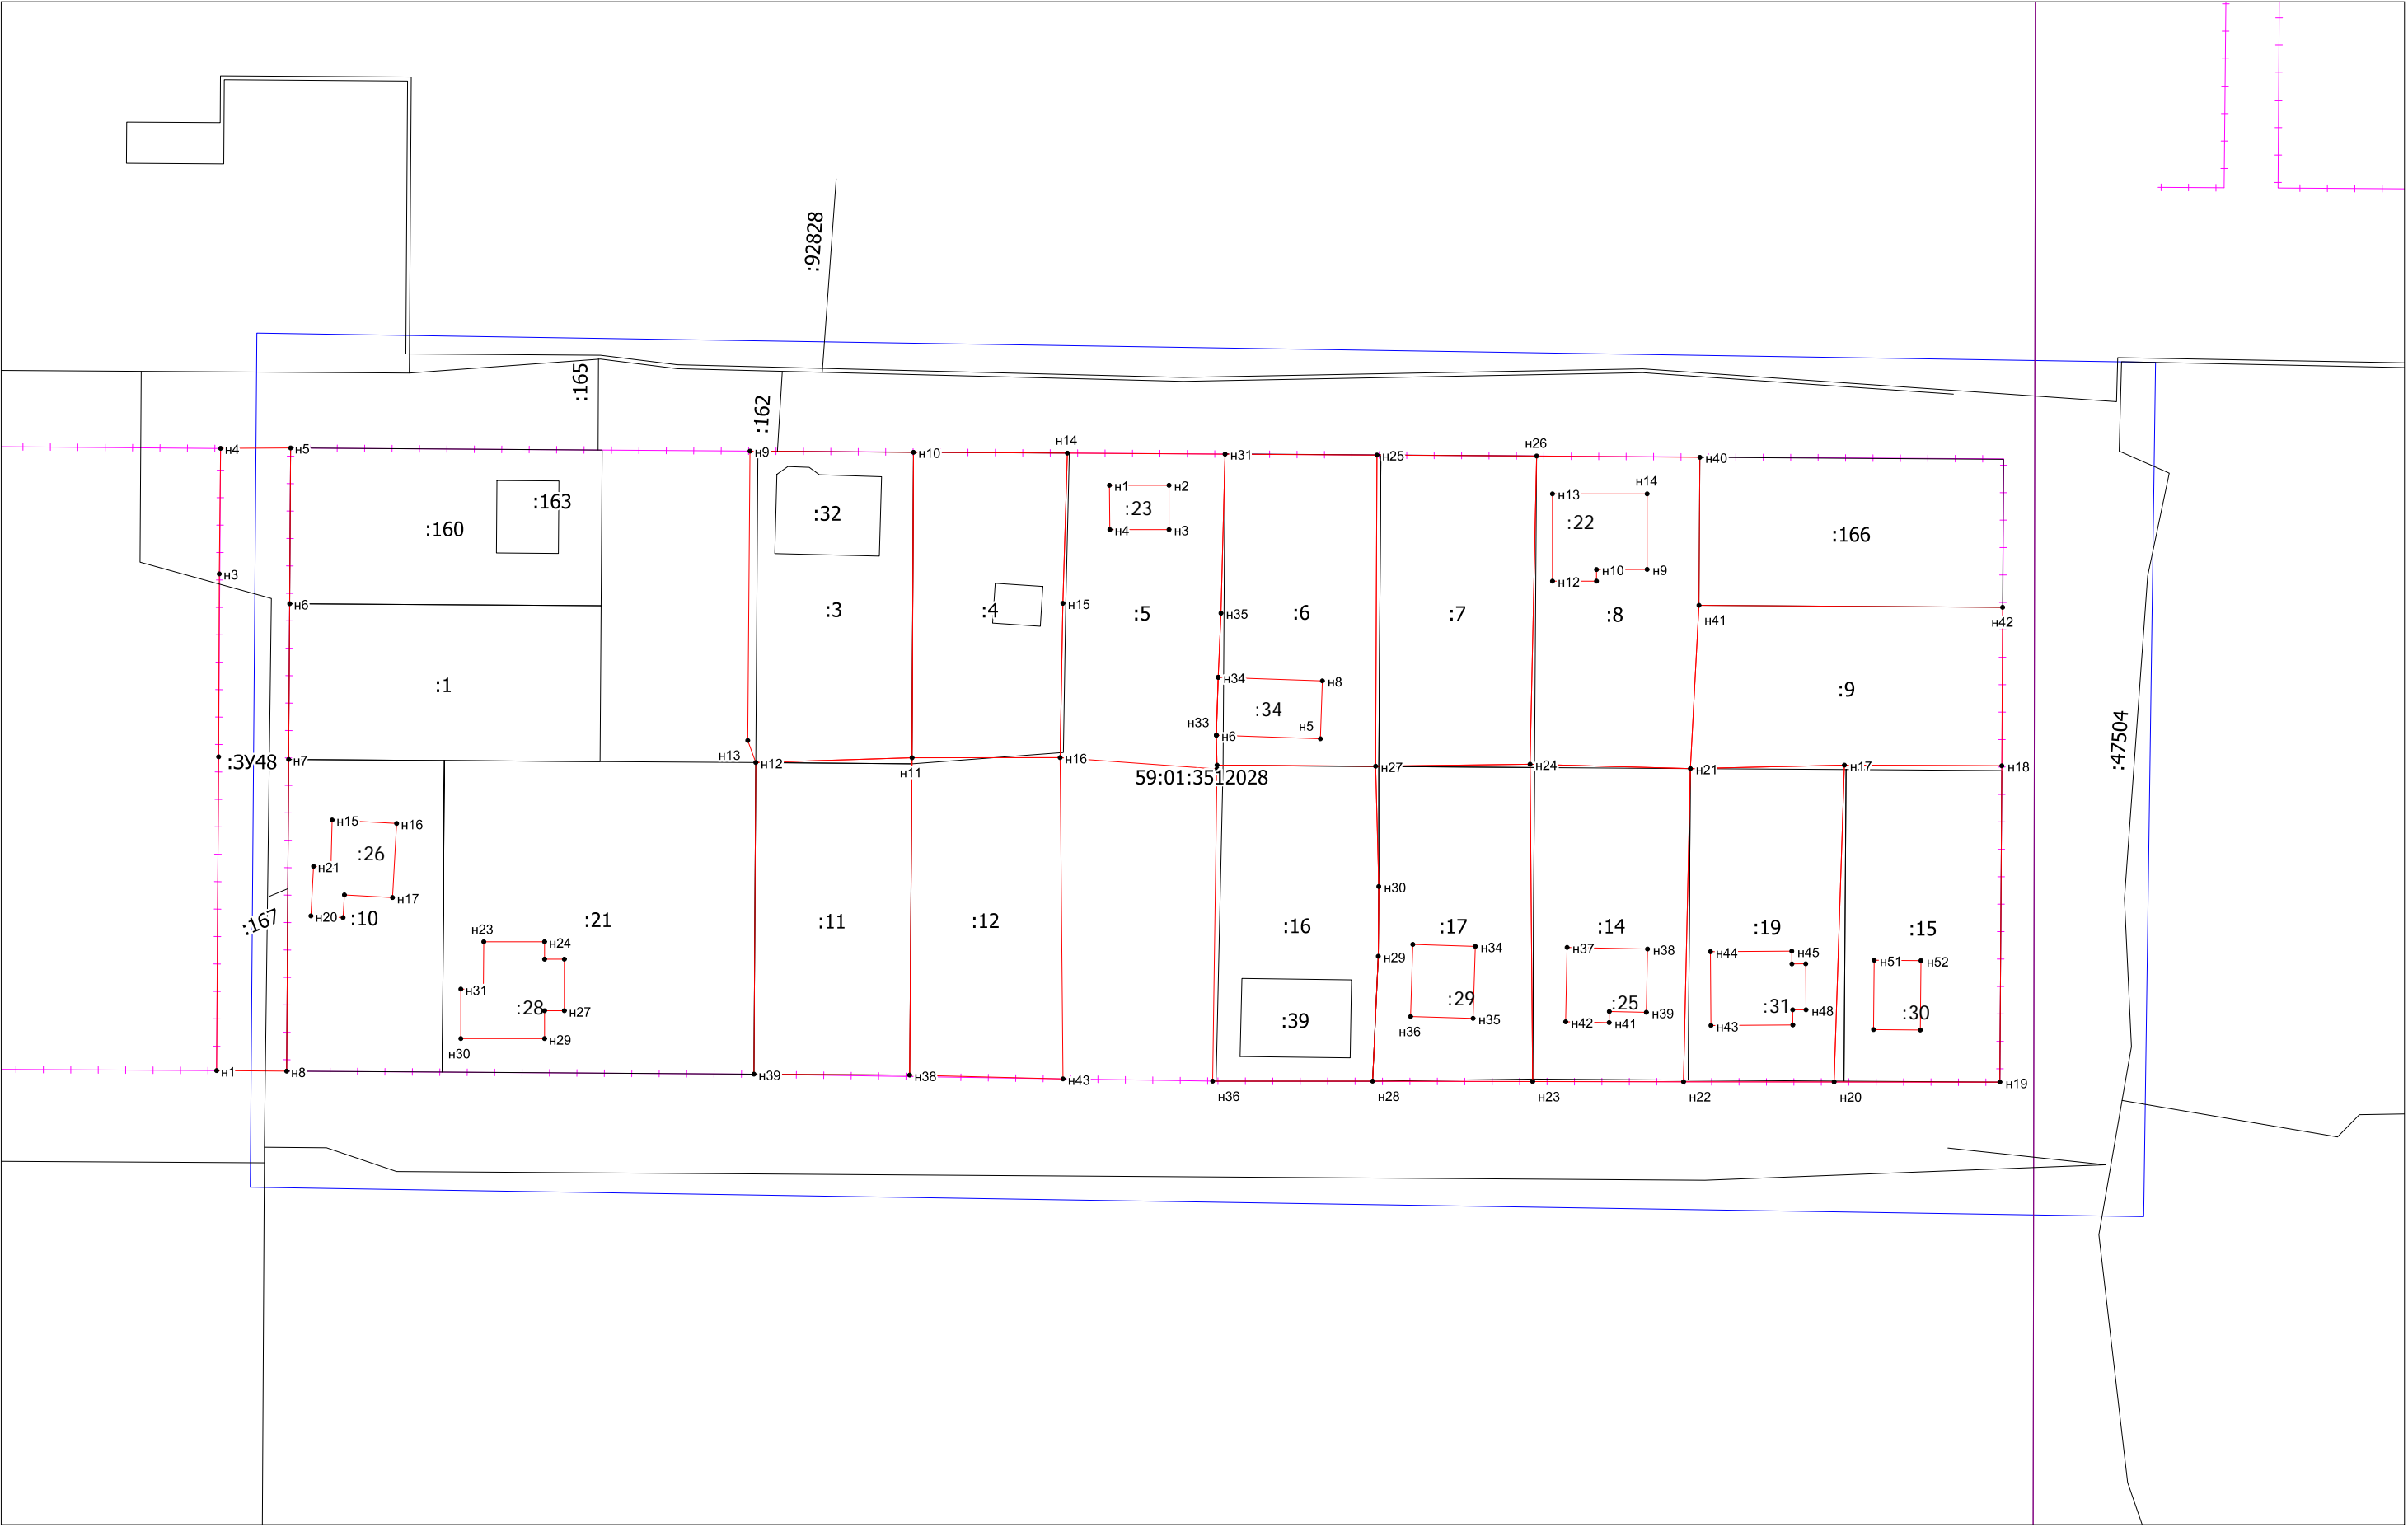 :92828
:165
:162
н4
н5
н9
н10
н14
н31
н25
н26
н40
:163
:160
:32
н1
н2
:23
н4
н3
н13
н14
:22
н10
н9
н12
:166
н3
н6
:3
:4
н15
:5
н35
:6
:7
:8
н41
н42
:1
н34
н8
:34
н33
н5
н6
:9
:47504
:ЗУ48
н7
н13
н12
н11
н16
59:01:3512028
н27
н24
н21
н17
н18
н15
н16
:26
н21
н17
н20
:10
:167
н23
н24
:21
н31
:28
н27
н29
н30
:11
:12
:16
н30
н29
:39
:17
н34
:29
н36
н35
:14
н37
н38
:25
н39
н42
н41
:19
н44
н45
:31
н48
н43
:15
н51
н52
:30
н1
н8
н39
н38
н43
н36
н28
н23
н22
н20
н19